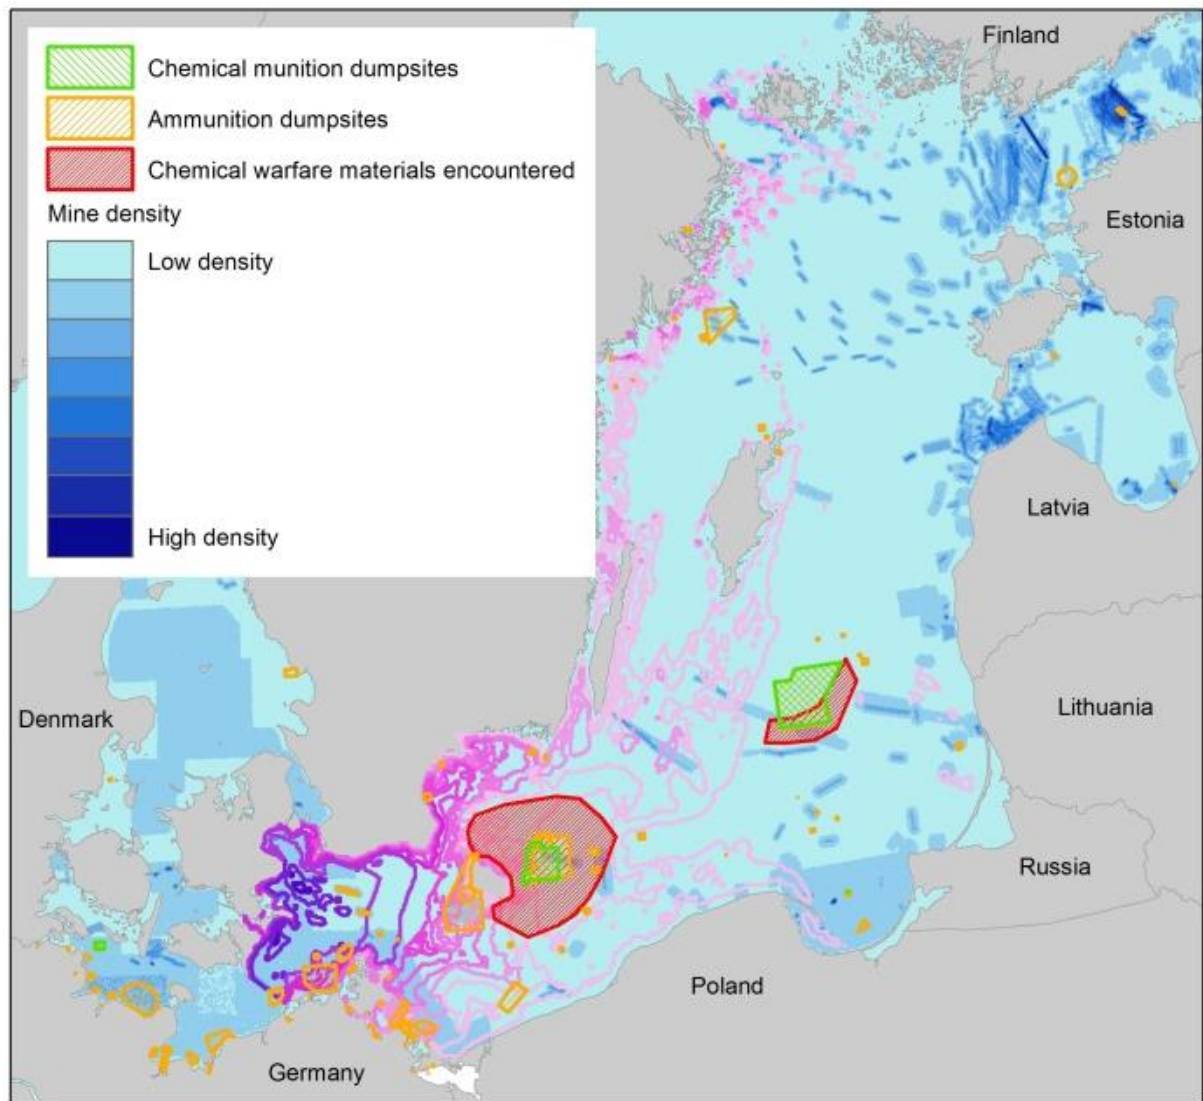 Chemical munition dumpsites
Ammunition dumpsites
Chemical warfare materials encountered
Mine density
Low density
High density
Finland
Estonia
Latvia
Lithuania
Denmark
Russia
Poland
Germany